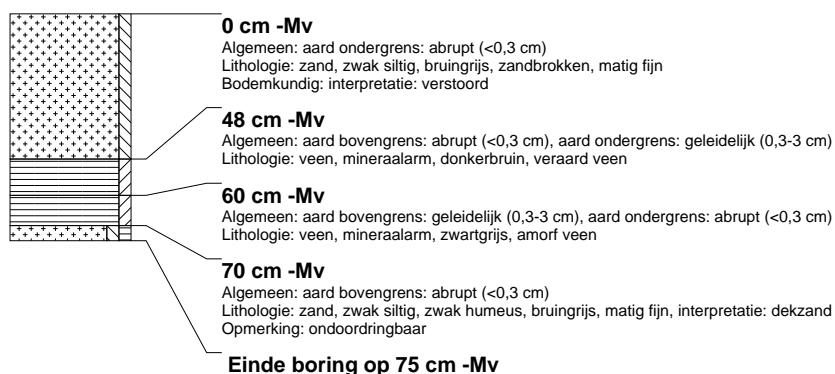 0 cm -Mv
Algemeen: aard ondergrens: abrupt (<0,3 cm)
Lithologie: zand, zwak siltig, bruingrijs, zandbrokken, matig fijn
Bodemkundig: interpretatie: verstoord
48 cm -Mv
Algemeen: aard bovengrens: abrupt (<0,3 cm), aard ondergrens: geleidelijk (0,3-3 cm)
Lithologie: veen, mineraalarm, donkerbruin, veraard veen
60 cm -Mv
Algemeen: aard bovengrens: geleidelijk (0,3-3 cm), aard ondergrens: abrupt (<0,3 cm)
Lithologie: veen, mineraalarm, zwartgrijs, amorf veen
70 cm -Mv
Algemeen: aard bovengrens: abrupt (<0,3 cm)
Lithologie: zand, zwak siltig, zwak humeus, bruingrijs, matig fijn, interpretatie: dekzand
Opmerking: ondoordringbaar
Einde boring op 75 cm -Mv